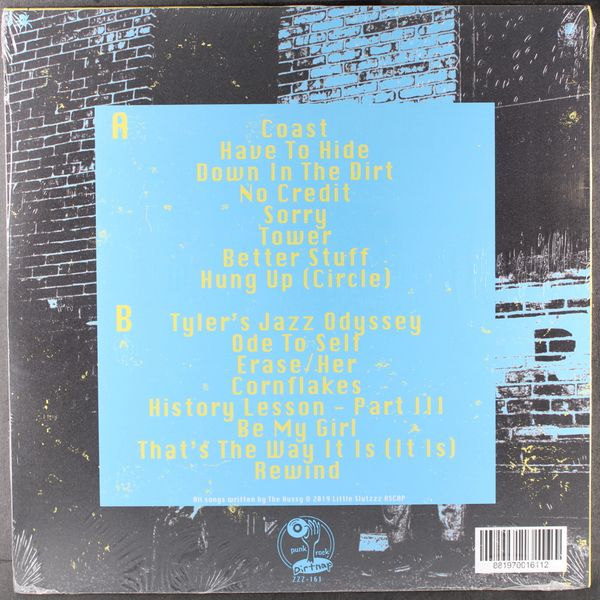 A
Coast
Have To Hide
Down In The Dirt
No Credit
Sorry
Tower
Better Stuff
Hung Up (Circle)
B
Tyler's Jazz Odyssey
Ode To Self
Erase/Her
Cornflakes
History Lesson - Part III
Be My Girl
That's The Way It Is (It Is)
Rewind
All songs written by The Hussy © 2019 Little Slutzzz ASCAP
punk rock
Dirtnap
ZZZ-161
881970016112